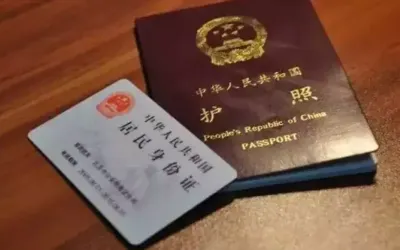 中华人民共和国
护照
People's Republic of China
PASSPORT
中华人民共和国
居民身份证